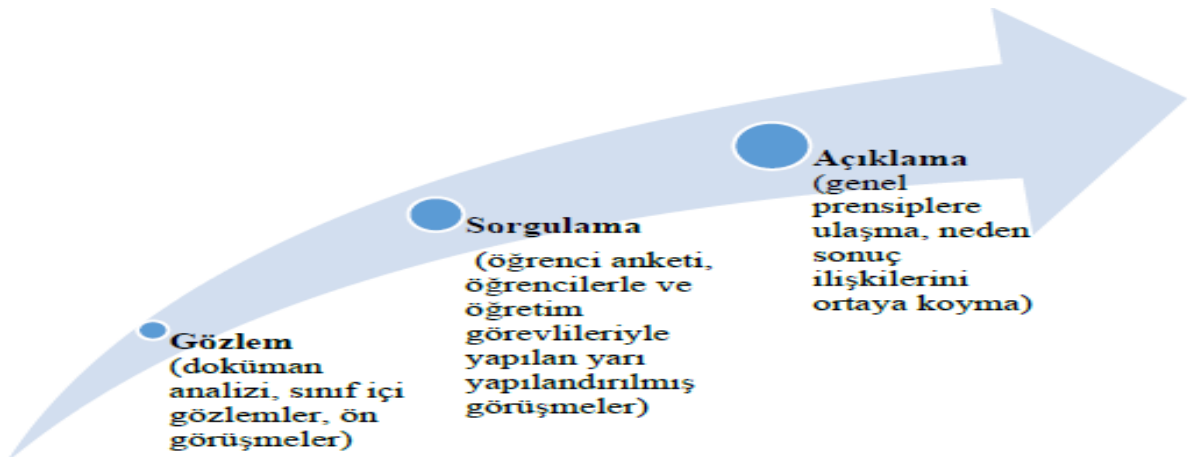 Gözlem
(doküman
analizi, sınıf içi
gözlemler, ön
görüşmeler)
Sorgulama
(öğrenci anketi,
öğrencilerle ve
öğretim
görevlileriyle
yapılan yarı
yapılandırılmış
görüşmeler)
Açıklama
(genel
prensiplere
ulaşma, neden
sonuç
ilişkilerini
ortaya koyma)